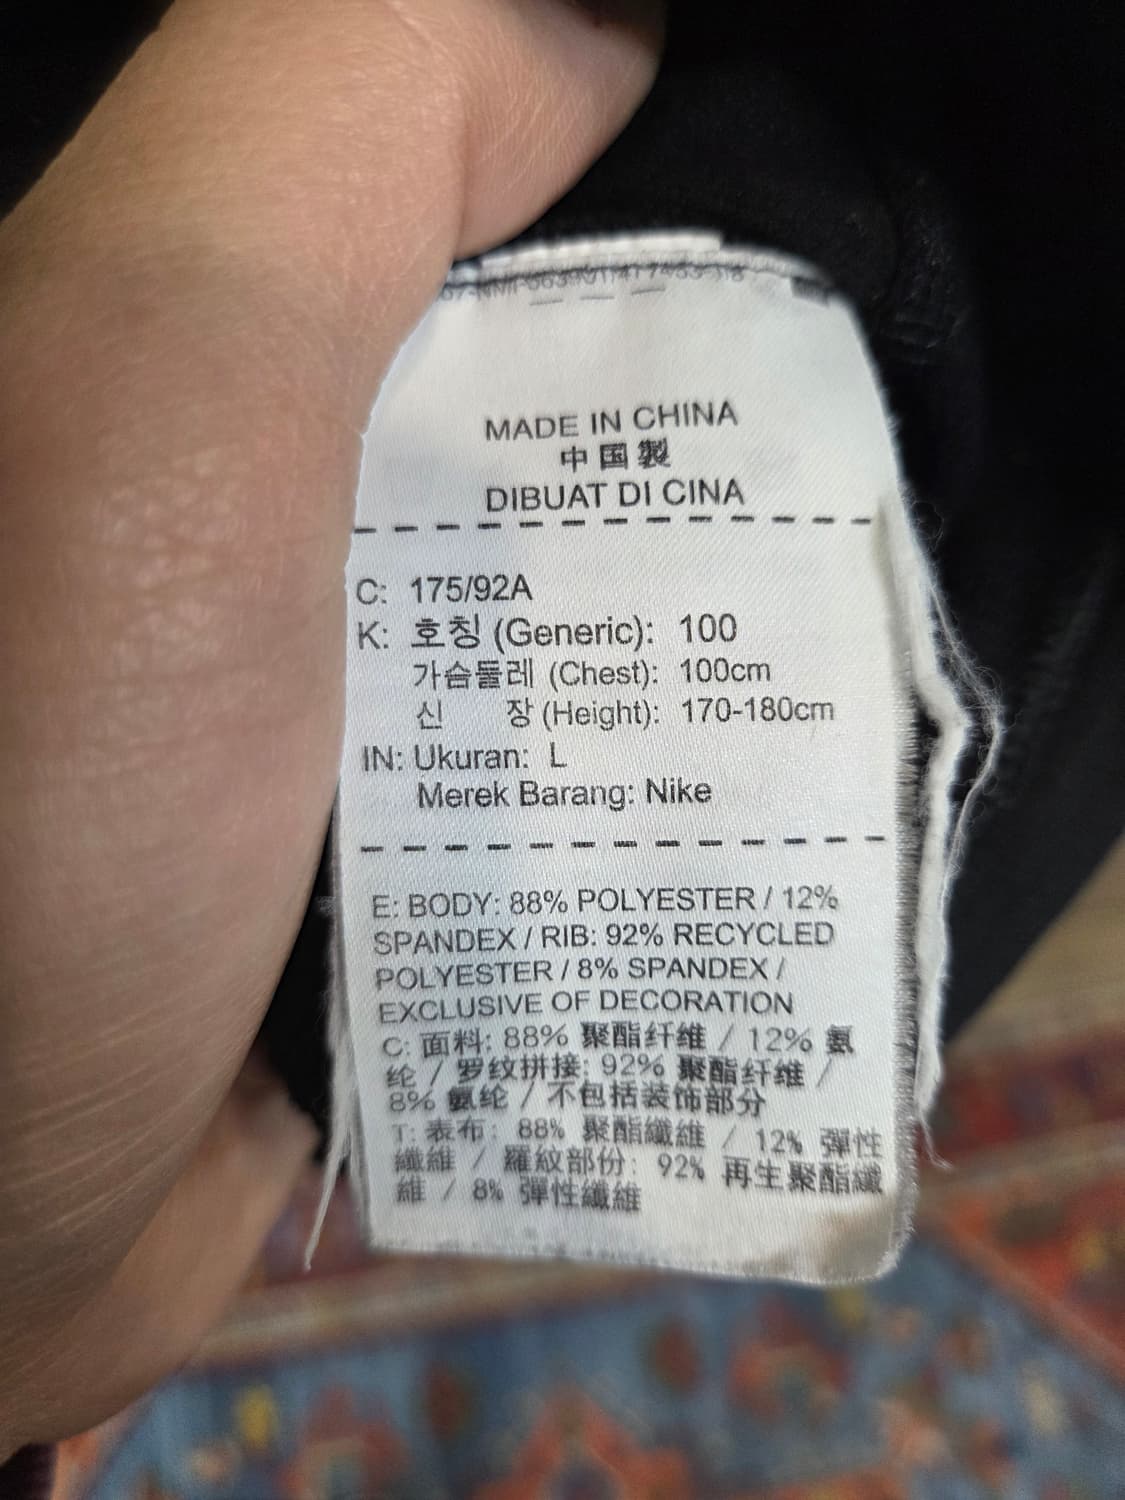 MADE IN CHINA
中国製
DIBUAT DI CINA
C: 175/92A
K: 호칭 (Generic): 100
가슴둘레 (Chest): 100cm
신 장 (Height): 170-180cm
IN: Ukuran: L
Merek Barang: Nike
E: BODY: 88% POLYESTER / 12%
SPANDEX / RIB: 92% RECYCLED
POLYESTER / 8% SPANDEX /
EXCLUSIVE OF DECORATION
C: 面料: 88% 聚酯纤维 / 12% 氨
纶 / 罗纹拼接: 92% 聚酯纤维 /
8% 氨纶 / 不包括装饰部分
T: 表布: 88% 聚酯纖維 / 12% 彈性
纖維 / 羅紋部份: 92% 再生聚酯纖
維 / 8% 彈性纖維